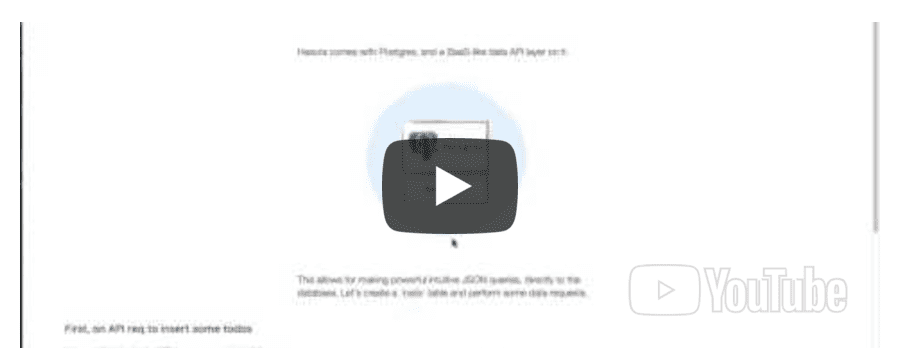 Hasura comes with Postgres, and a BaaS-like data API layer on it.
This allows for making powerful intuitive JSON queries, directly to the
database. Let's create a 'todo' table and perform some data requests.
YouTube
First, an API req to insert some todos